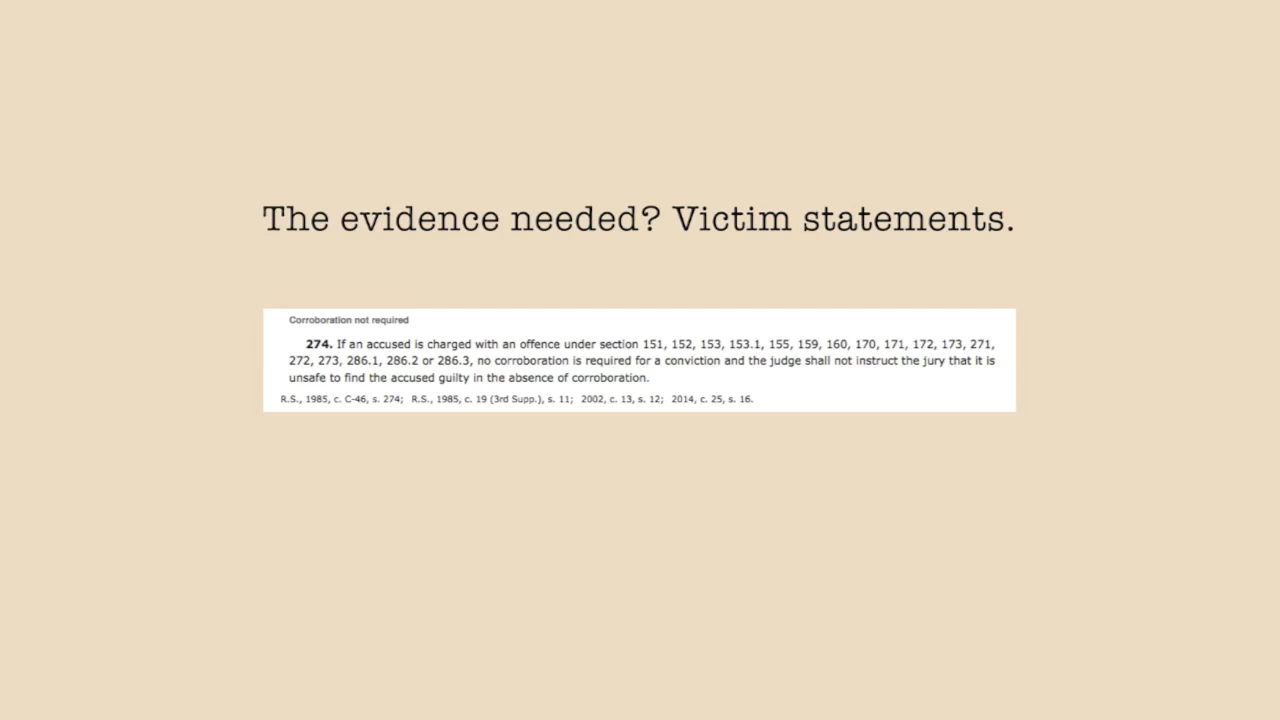 The evidence needed? Victim statements.
Corroboration not required
274. If an accused is charged with an offence under section 151, 152, 153, 153.1, 155, 159, 160, 170, 171, 172, 173, 271,
272, 273, 286.1, 286.2 or 286.3, no corroboration is required for a conviction and the judge shall not instruct the jury that it is
unsafe to find the accused guilty in the absence of corroboration.
R.S., 1985, c. C-46, s. 274; R.S., 1985, c. 19 (3rd Supp.), s. 11; 2002, c. 13, s. 12; 2014, c. 25, s. 16.